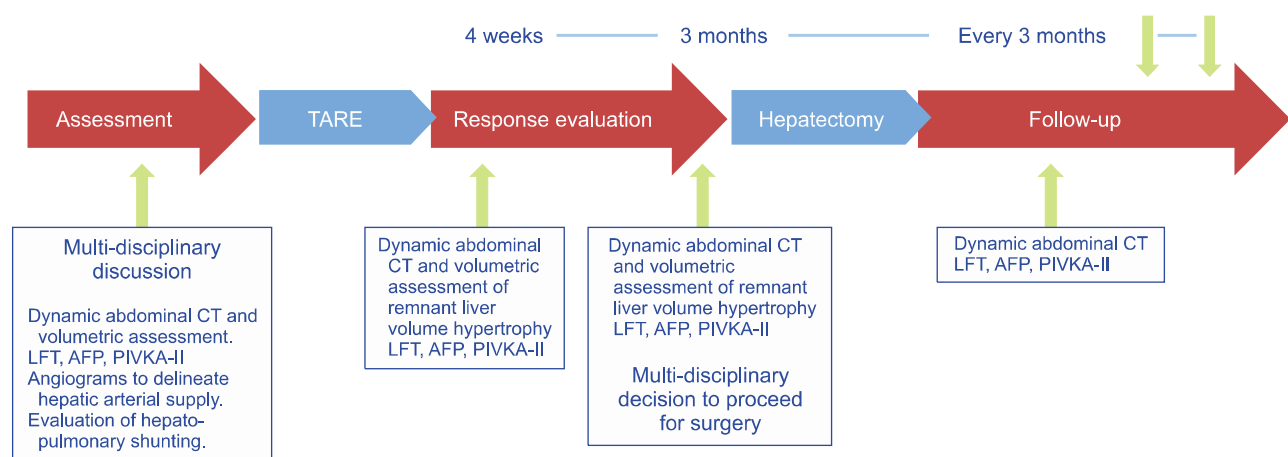 4 weeks
3 months
Every 3 months
Assessment
TARE
Response evaluation
Hepatectomy
Follow-up
Multi-disciplinary
discussion
Dynamic abdominal CT and
volumetric assessment.
LFT, AFP, PIVKA-II
Angiograms to delineate
hepatic arterial supply.
Evaluation of hepato-
pulmonary shunting.
Dynamic abdominal
CT and volumetric
assessment of
remnant liver
volume hypertrophy
LFT, AFP, PIVKA-II
Dynamic abdominal CT
and volumetric
assessment of remnant
liver volume hypertrophy
LFT, AFP, PIVKA-II
Multi-disciplinary
decision to proceed
for surgery
Dynamic abdominal CT
LFT, AFP, PIVKA-II